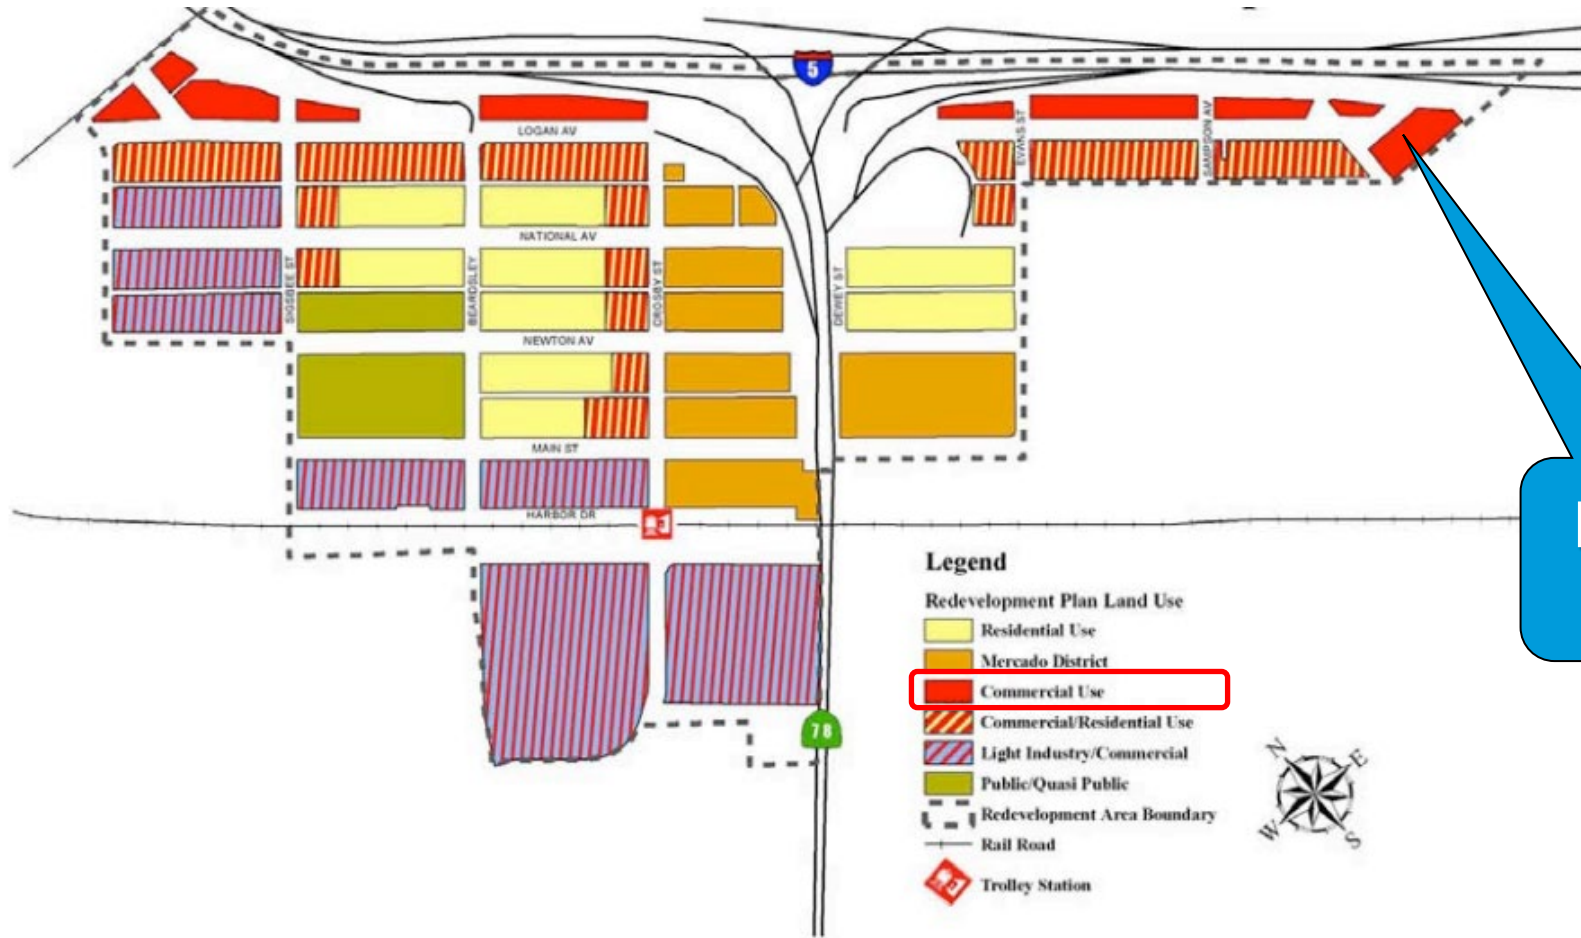 5
LOGAN AV
EVANS ST
SAMPSON AV
NATIONAL AV
SIGSBEE ST
BEARDSLEY
CROSBY ST
DEWEY ST
NEWTON AV
MAIN ST
HARBOR DR
Legend
Redevelopment Plan Land Use
Residential Use
Mercado District
Commercial Use
Commercial/Residential Use
78
Light Industry/Commercial
Public/Quasi Public
Redevelopment Area Boundary
Rail Road
Trolley Station
N
E
W
S